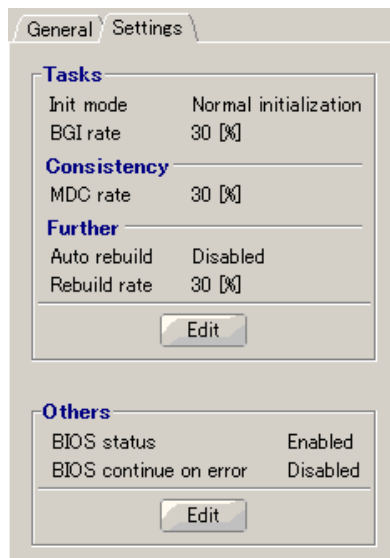 General Settings
Tasks
Init mode Normal initialization
BGI rate 30 [%]
Consistency
MDC rate 30 [%]
Further
Auto rebuild Disabled
Rebuild rate 30 [%]
Edit
Others
BIOS status Enabled
BIOS continue on error Disabled
Edit